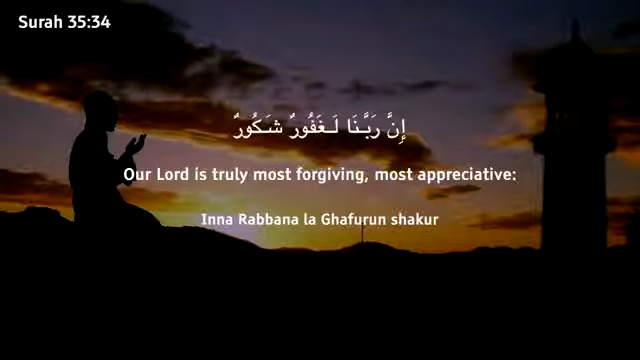 Surah 35:34
إِنَّ رَبَّنَا لَغَفُورٌ شَكُورٌ
Our Lord is truly most forgiving, most appreciative:
Inna Rabbana la Ghafurun shakur